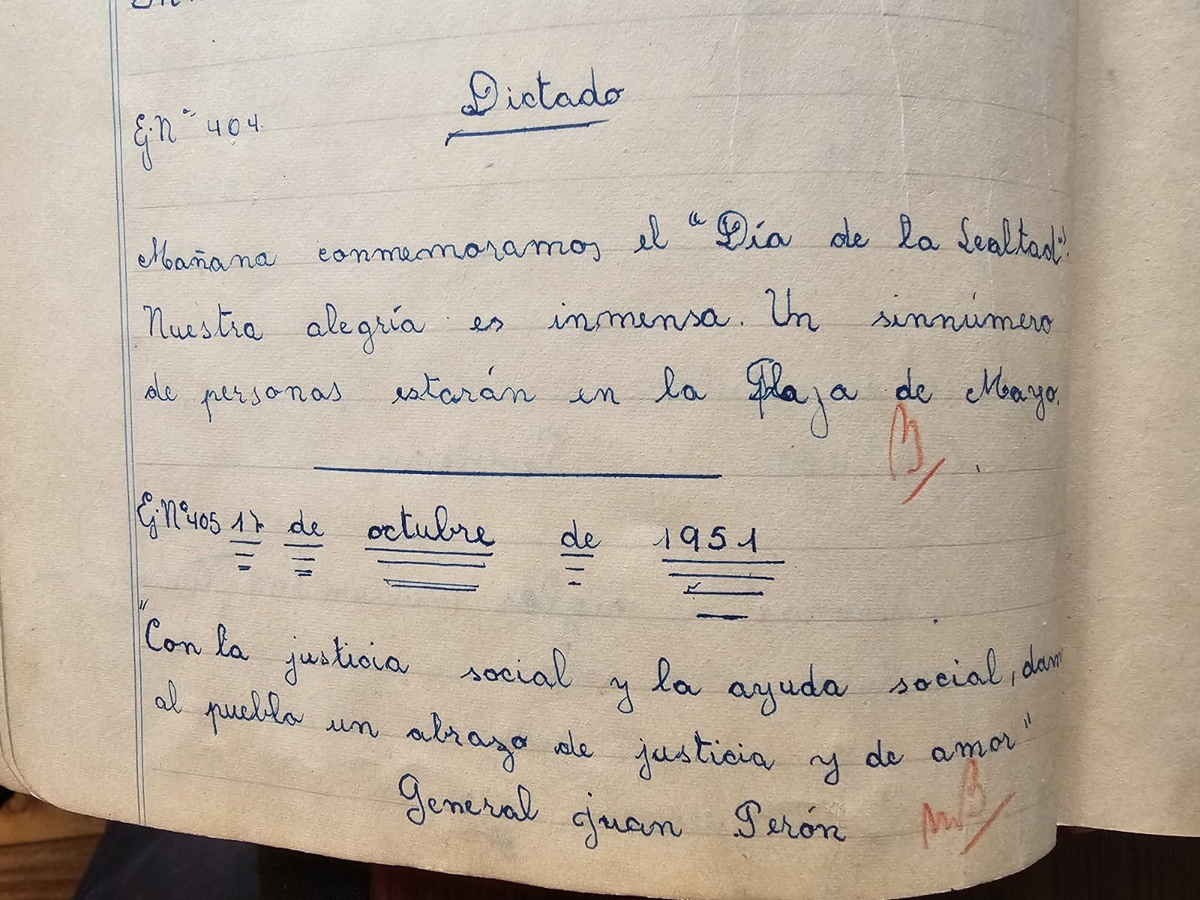 Dictado
Ej. Nº 404.
Mañana conmemoramos el "Día de la Lealtad".
Nuestra alegría es inmensa. Un sinnúmero
de personas estarán en la Plaza de Mayo.
B
Ej. Nº 405 17 de octubre de 1951
"Con la justicia social y la ayuda social, dam
al pueblo un abrazo de justicia y de amor"
General Juan Perón
mB